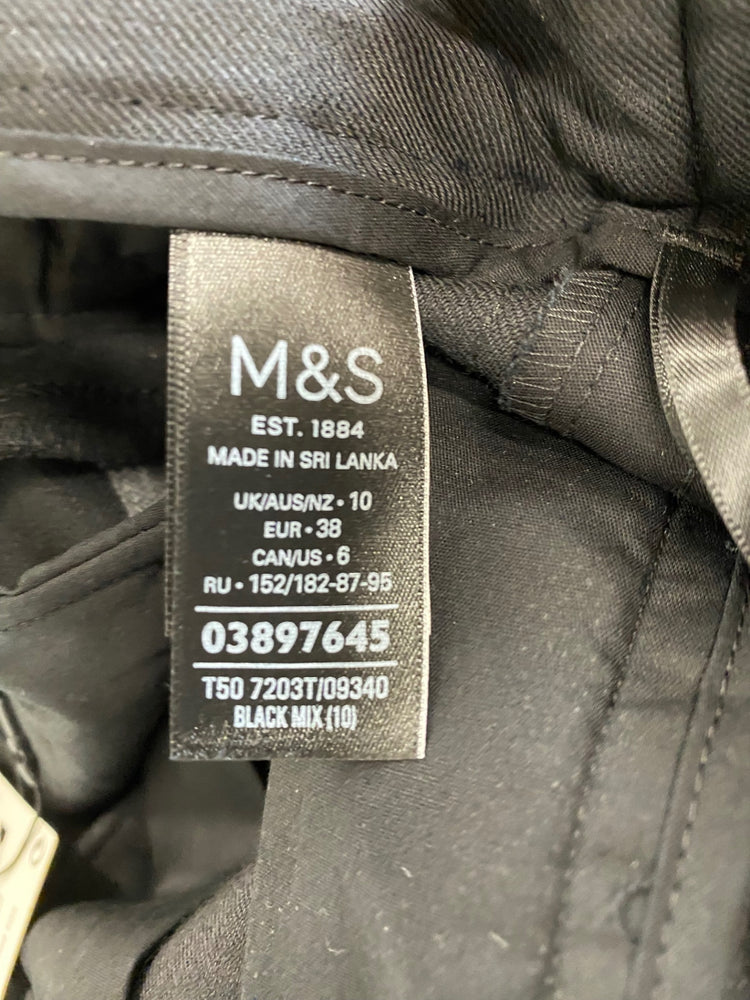 M&S
EST. 1884
MADE IN SRI LANKA
UK/AUS/NZ • 10
EUR • 38
CAN/US • 6
RU • 152/182-87-95
03897645
T50 7203T/09340
BLACK MIX (10)